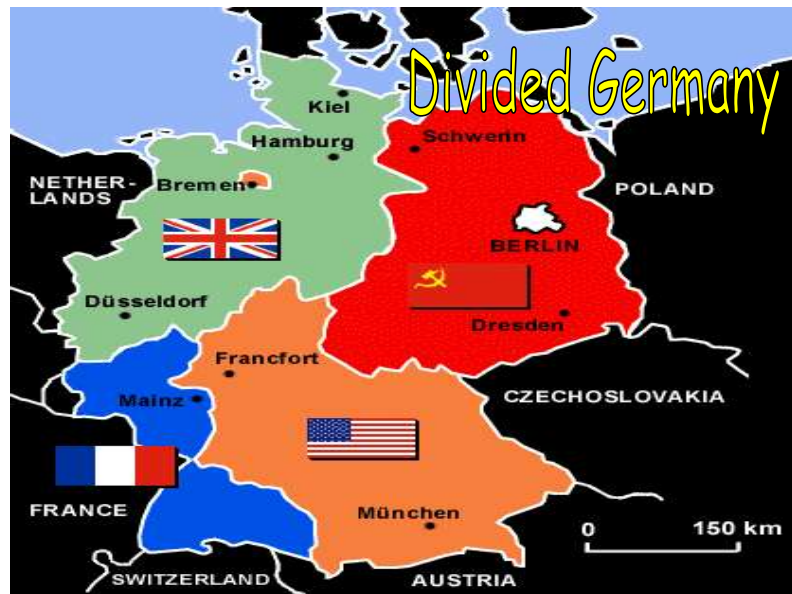 Divided Germany
Kiel
Schwerin
Hamburg
NETHER-
LANDS
Bremen
POLAND
BERLIN
Düsseldorf
Dresden
Francfort
Mainz
CZECHOSLOVAKIA
FRANCE
München
0 150 km
SWITZERLAND
AUSTRIA